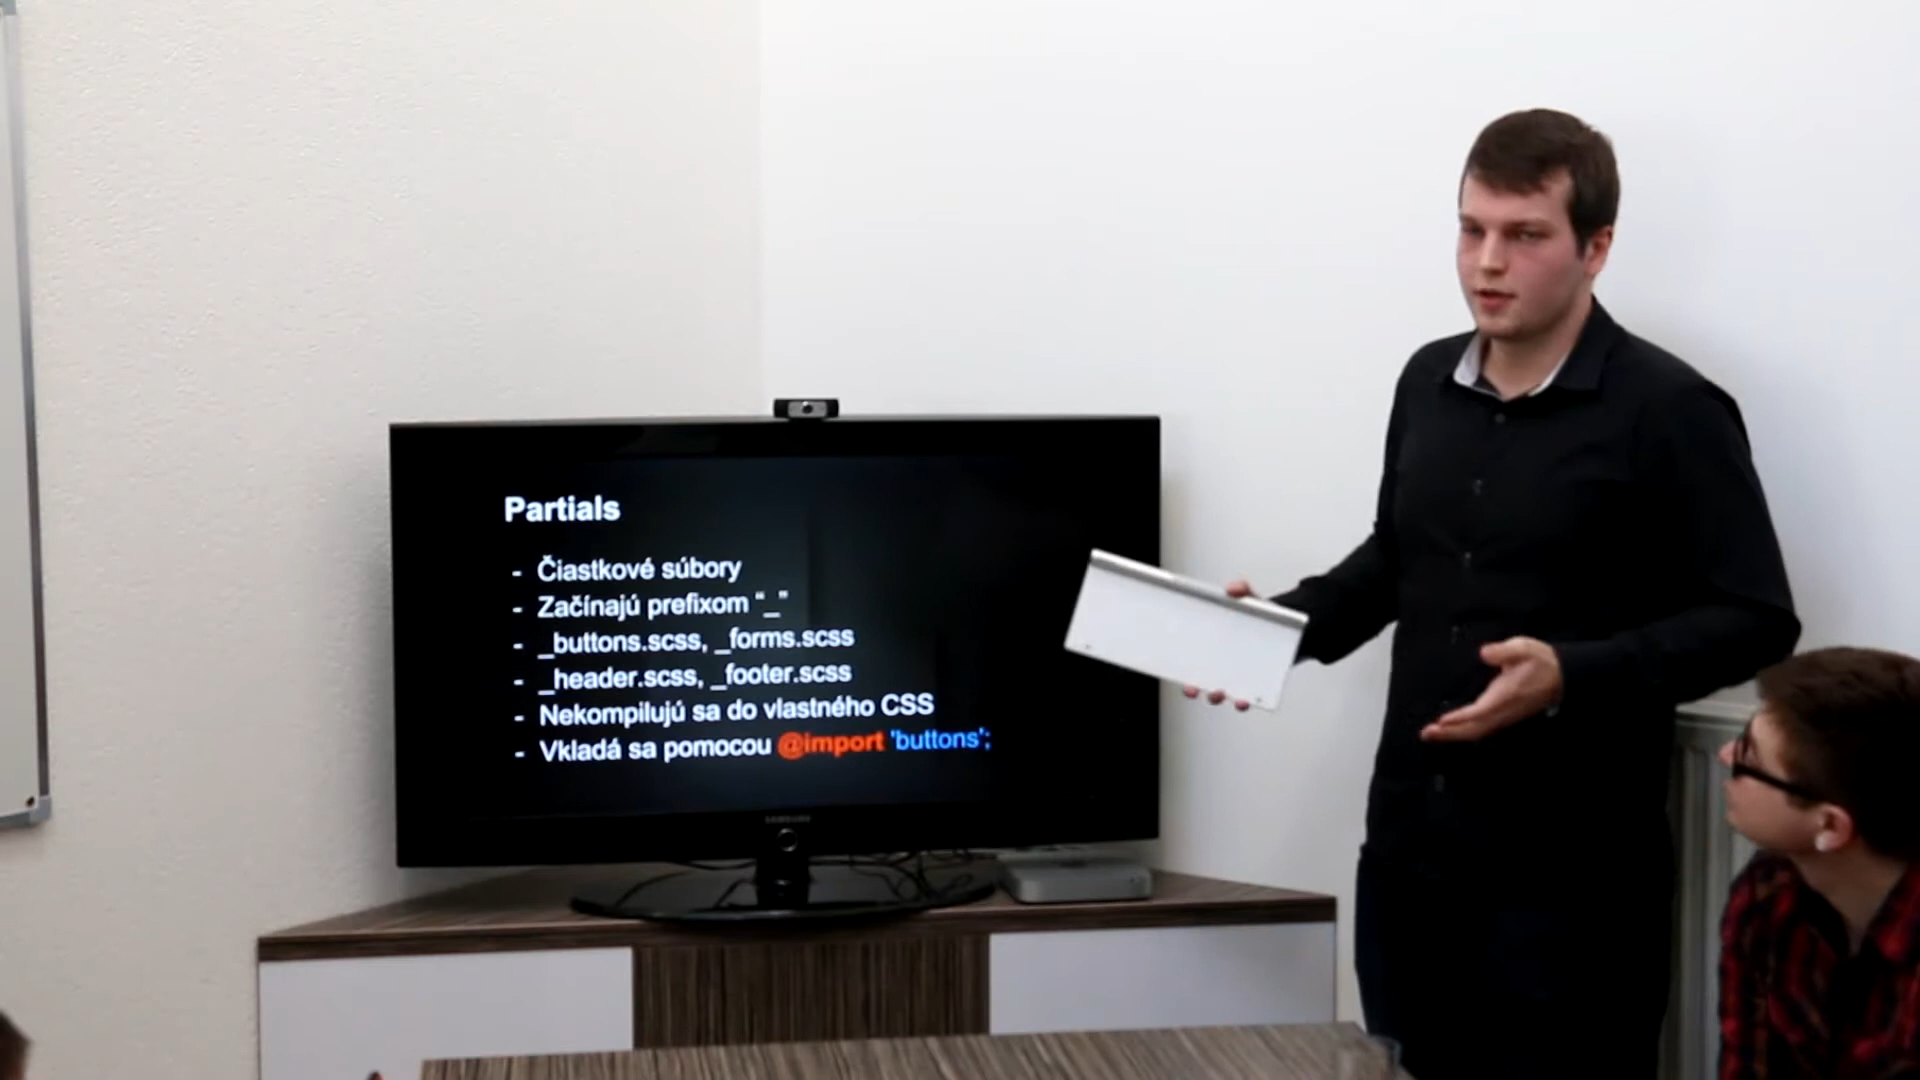 Partials
- Čiastkové súbory
- Začínajú prefixom “_”
- _buttons.scss, _forms.scss
- _header.scss, _footer.scss
- Nekompilujú sa do vlastného CSS
- Vkladá sa pomocou @import 'buttons';
SAMSUNG